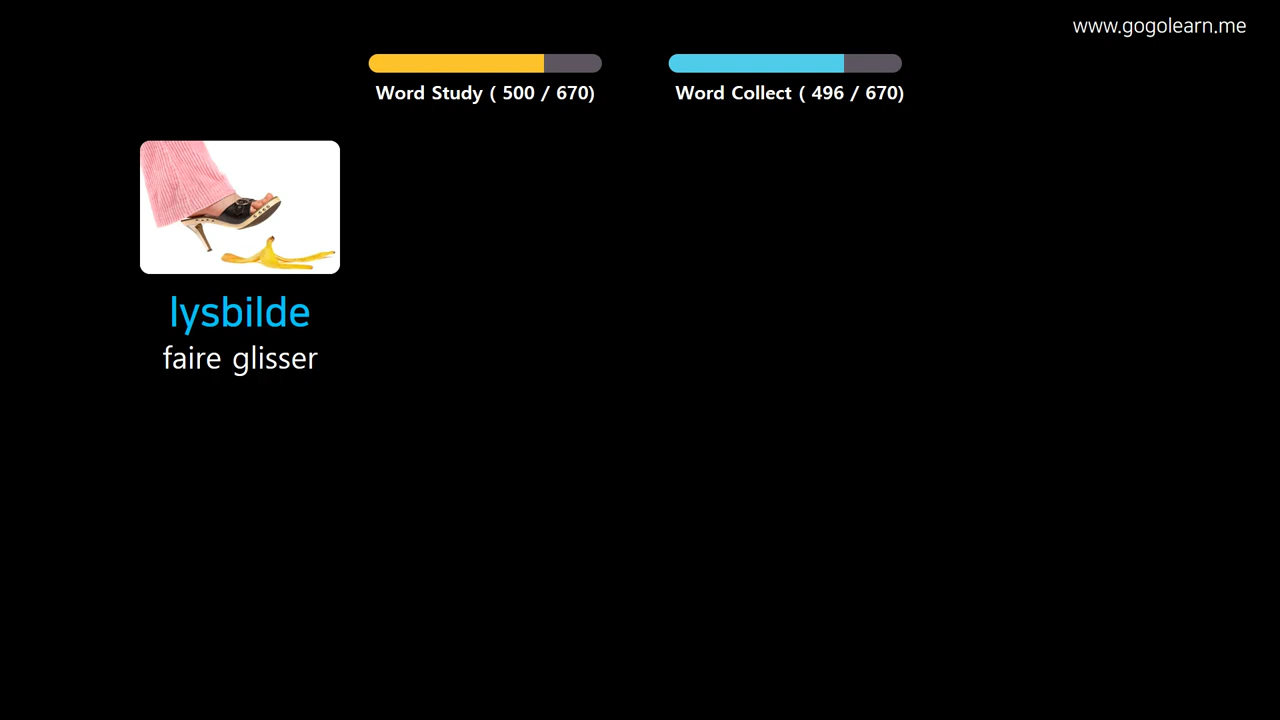 www.gogolearn.me
Word Study ( 500 / 670)
Word Collect ( 496 / 670)
lysbilde
faire glisser